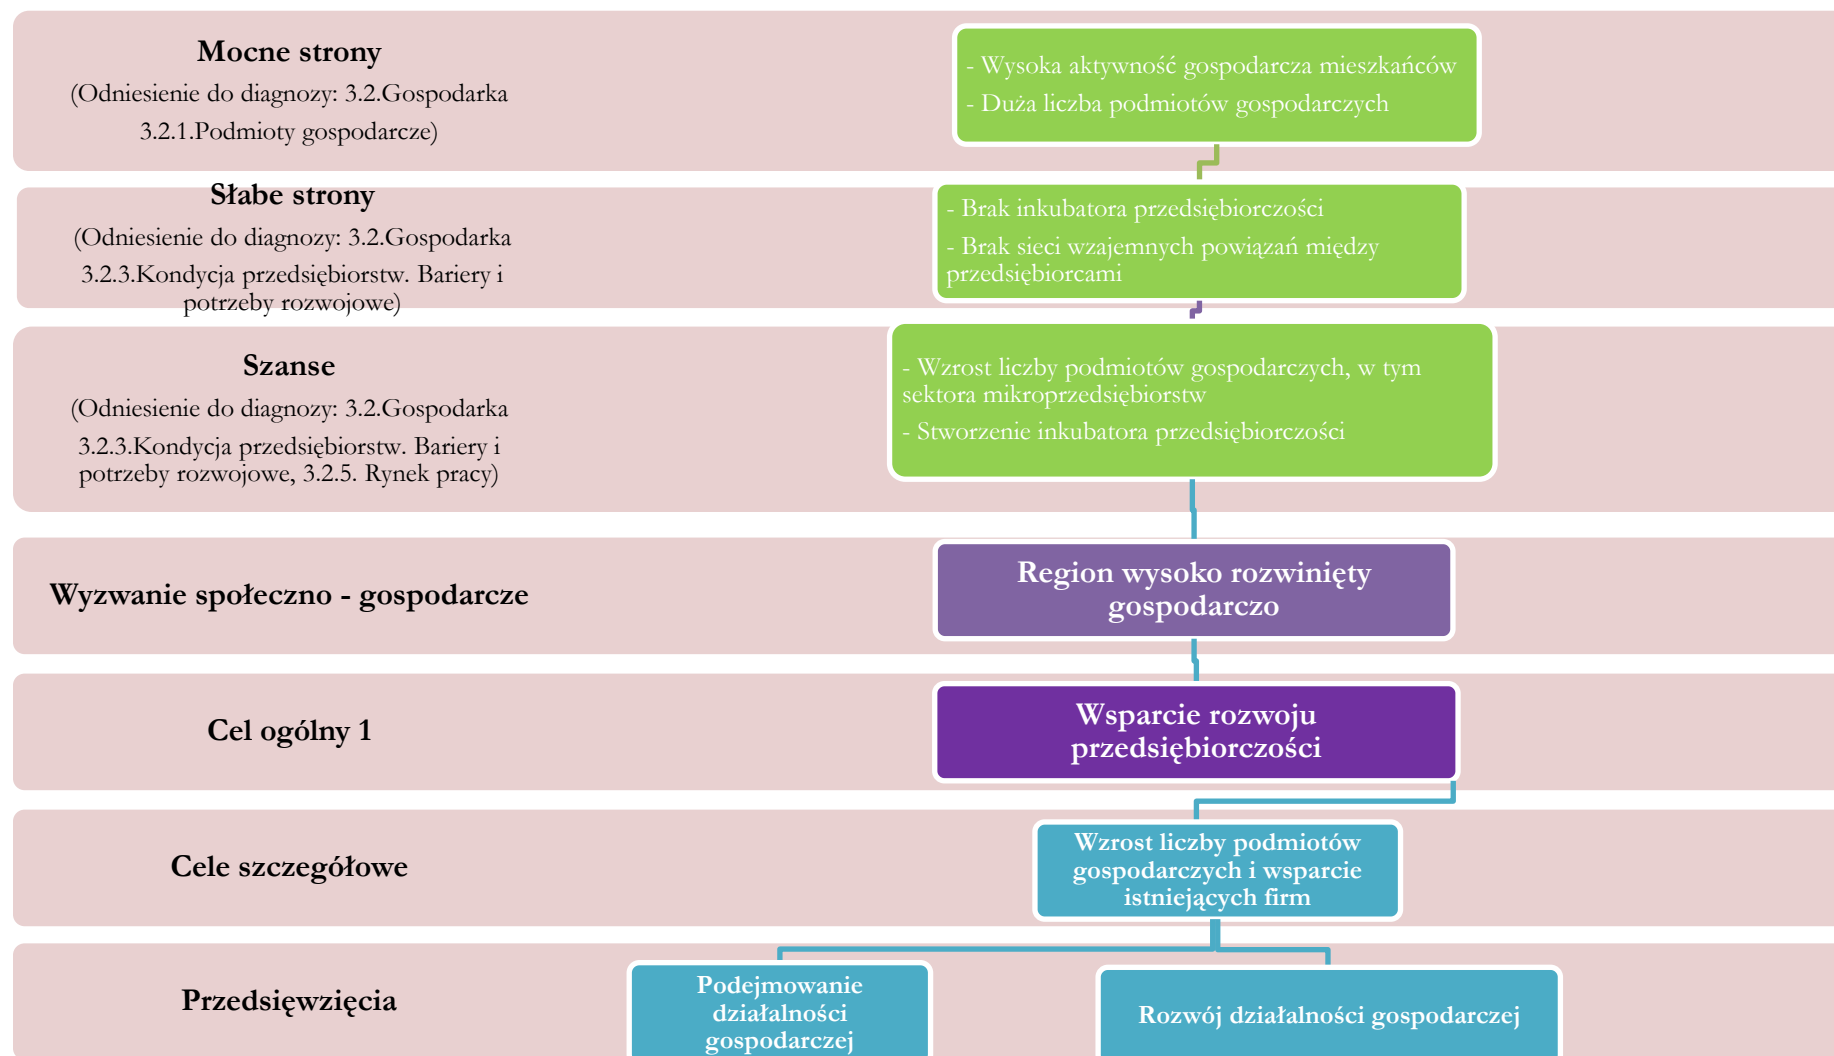 Mocne strony
(Odniesienie do diagnozy: 3.2.Gospodarka
3.2.1.Podmioty gospodarcze)
- Wysoka aktywność gospodarcza mieszkańców
- Duża liczba podmiotów gospodarczych
Słabe strony
(Odniesienie do diagnozy: 3.2.Gospodarka
3.2.3.Kondycja przedsiębiorstw. Bariery i
potrzeby rozwojowe)
- Brak inkubatora przedsiębiorczości
- Brak sieci wzajemnych powiązań między
przedsiębiorcami
Szanse
(Odniesienie do diagnozy: 3.2.Gospodarka
3.2.3.Kondycja przedsiębiorstw. Bariery i
potrzeby rozwojowe, 3.2.5. Rynek pracy)
- Wzrost liczby podmiotów gospodarczych, w tym
sektora mikroprzedsiębiorstw
- Stworzenie inkubatora przedsiębiorczości
Wyzwanie społeczno - gospodarcze
Region wysoko rozwinięty
gospodarczo
Cel ogólny 1
Wsparcie rozwoju
przedsiębiorczości
Cele szczegółowe
Wzrost liczby podmiotów
gospodarczych i wsparcie
istniejących firm
Przedsięwzięcia
Podejmowanie
działalności
gospodarczej
Rozwój działalności gospodarczej